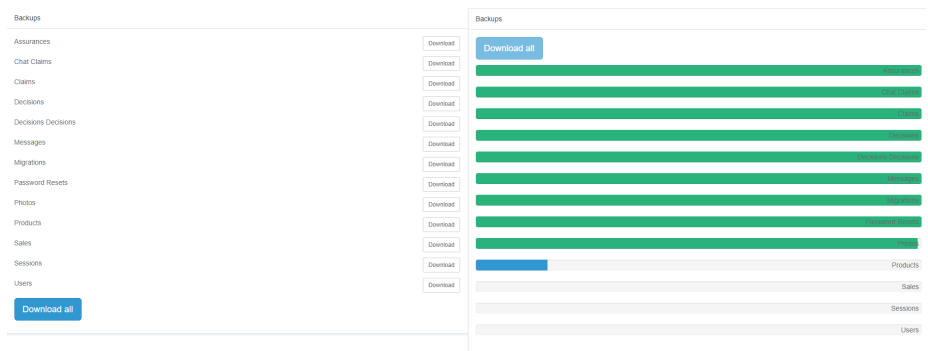 Backups
Assurances Download
Chat Claims Download
Claims Download
Decisions Download
Decisions Decisions Download
Messages Download
Migrations Download
Password Resets Download
Photos Download
Products Download
Sales Download
Sessions Download
Users Download
Download all
Backups
Download all
Assurances
Chat Claims
Claims
Decisions
Decisions Decisions
Messages
Migrations
Password Resets
Photos
Products
Sales
Sessions
Users